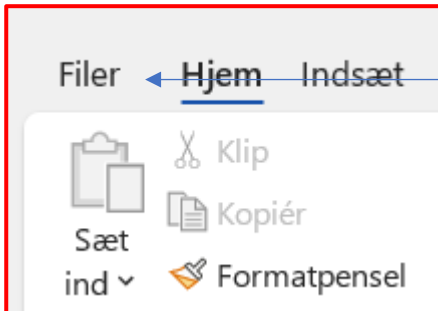 Filer Hjem Indsæt
Klip
Kopiér
Sæt
ind
Formatpensel